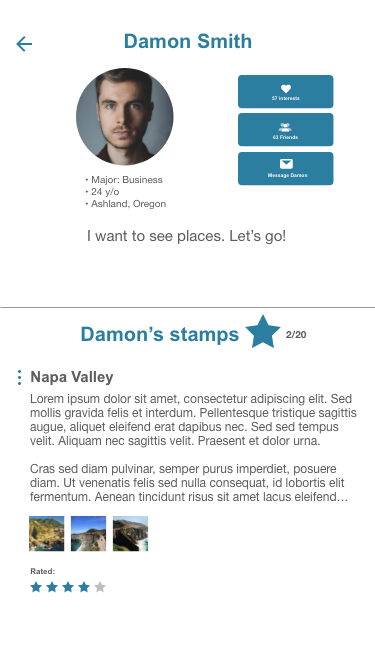 Damon Smith
57 Interests
63 Friends
Message Damon
• Major: Business
• 24 y/o
• Ashland, Oregon
I want to see places. Let’s go!
Damon’s stamps
2/20
Napa Valley
Lorem ipsum dolor sit amet, consectetur adipiscing elit. Sed
mollis gravida felis et interdum. Pellentesque tristique sagittis
augue, aliquet eleifend erat dapibus nec. Sed sed tempus
velit. Aliquam nec sagittis velit. Praesent et dolor urna.
Cras sed diam pulvinar, semper purus imperdiet, posuere
diam. Ut venenatis felis sed nulla consequat, id lobortis elit
fermentum. Aenean tincidunt risus sit amet lacus eleifend…
Rated: